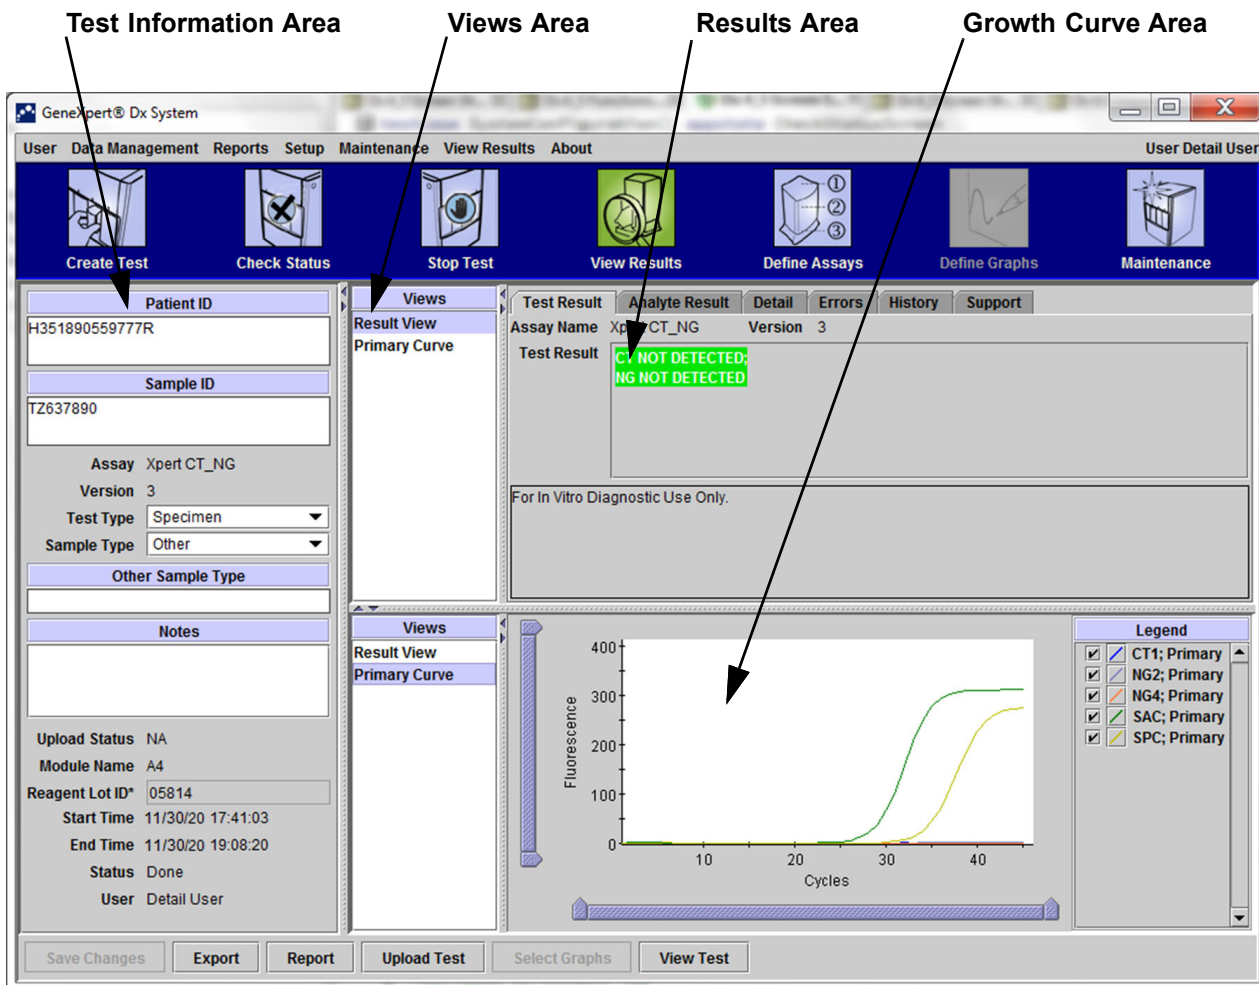 Test Information Area
Views Area
Results Area
Growth Curve Area
GeneXpert® Dx System
User Data Management Reports Setup Maintenance View Results About
User Detail User
Create Test
Check Status
Stop Test
View Results
Define Assays
Define Graphs
Maintenance
Patient ID
H351890559777R
Sample ID
TZ637890
Assay Xpert CT_NG
Version 3
Test Type Specimen
Sample Type Other
Other Sample Type
Notes
Upload Status NA
Module Name A4
Reagent Lot ID* 05814
Start Time 11/30/20 17:41:03
End Time 11/30/20 19:08:20
Status Done
User Detail User
Views
Result View
Primary Curve
Test Result Analyte Result Detail Errors History Support
Assay Name Xpert CT_NG Version 3
Test Result
CT NOT DETECTED;
NG NOT DETECTED
For In Vitro Diagnostic Use Only.
Views
Result View
Primary Curve
Fluorescence
400
300
200
100
0
10 20 30 40
Cycles
Legend
CT1; Primary
NG2; Primary
NG4; Primary
SAC; Primary
SPC; Primary
Save Changes Export Report Upload Test Select Graphs View Test